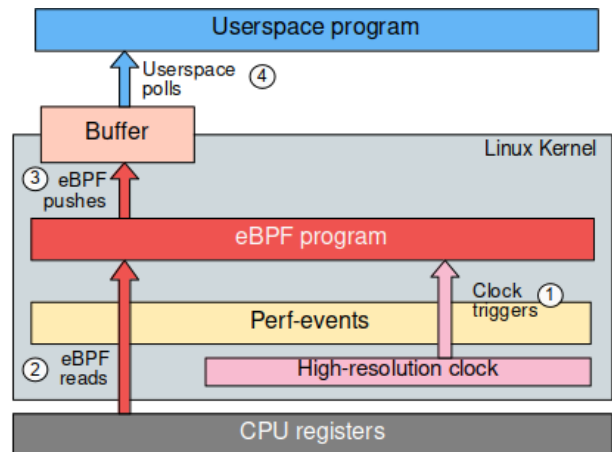 Userspace program
Userspace
polls
4
Buffer
Linux Kernel
3
eBPF
pushes
eBPF program
Clock
triggers
1
Perf-events
2
eBPF
reads
High-resolution clock
CPU registers